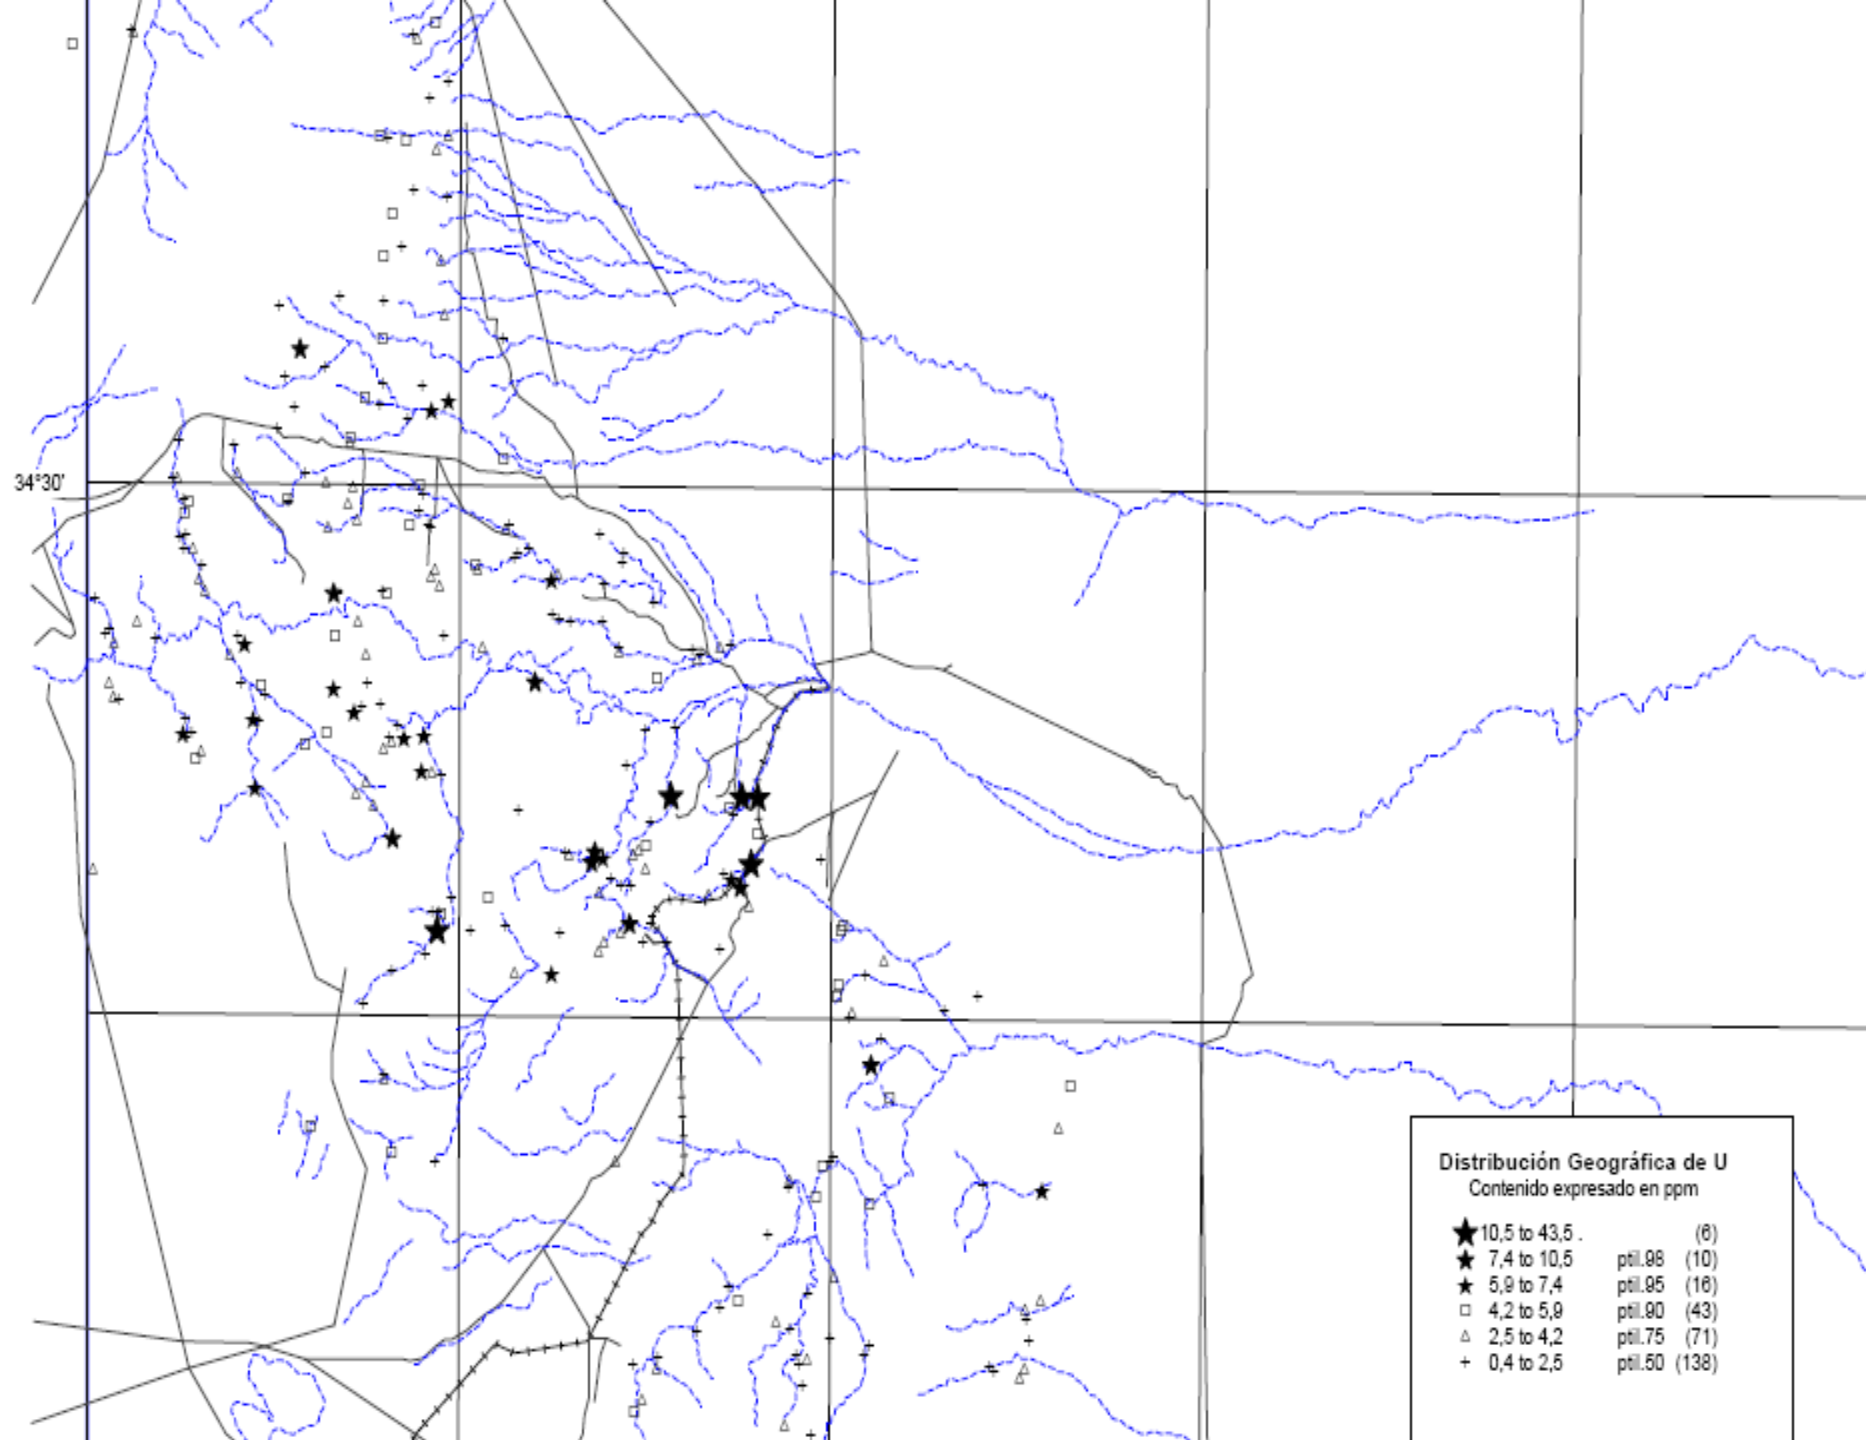 34°30'
Distribución Geográfica de U
Contenido expresado en ppm
10,5 to 43,5 . (6)
7,4 to 10,5 ptil.98 (10)
5,9 to 7,4 ptil.95 (16)
4,2 to 5,9 ptil.90 (43)
2,5 to 4,2 ptil.75 (71)
0,4 to 2,5 ptil.50 (138)